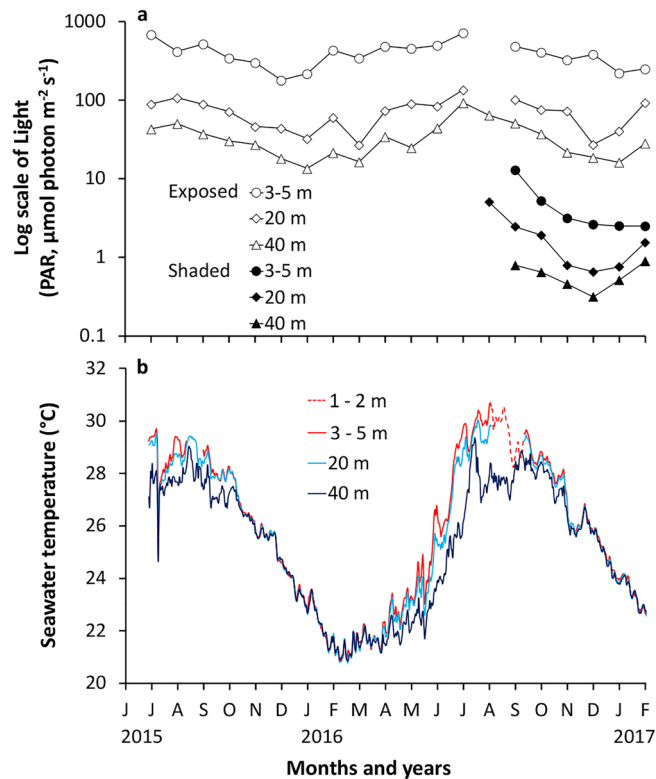 a
Log scale of Light
(PAR, µmol photon m⁻² s⁻¹)
1000
100
10
1
0.1
Exposed 3-5 m
20 m
40 m
Shaded 3-5 m
20 m
40 m
b
Seawater temperature (°C)
32
30
28
26
24
22
20
1 - 2 m
3 - 5 m
20 m
40 m
J J A S O N D J F M A M J J A S O N D J F
2015 2016 2017
Months and years